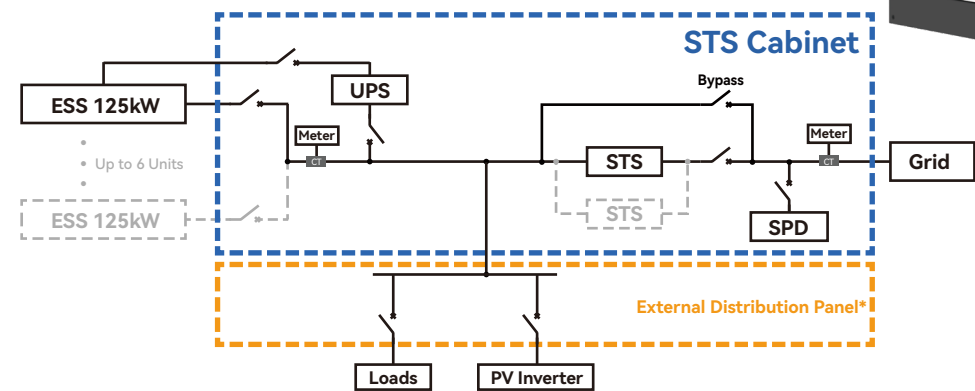 STS Cabinet
Bypass
ESS 125kW
UPS
Meter
CT
Up to 6 Units
STS
Meter
CT
Grid
ESS 125kW
STS
SPD
External Distribution Panel*
Loads
PV Inverter